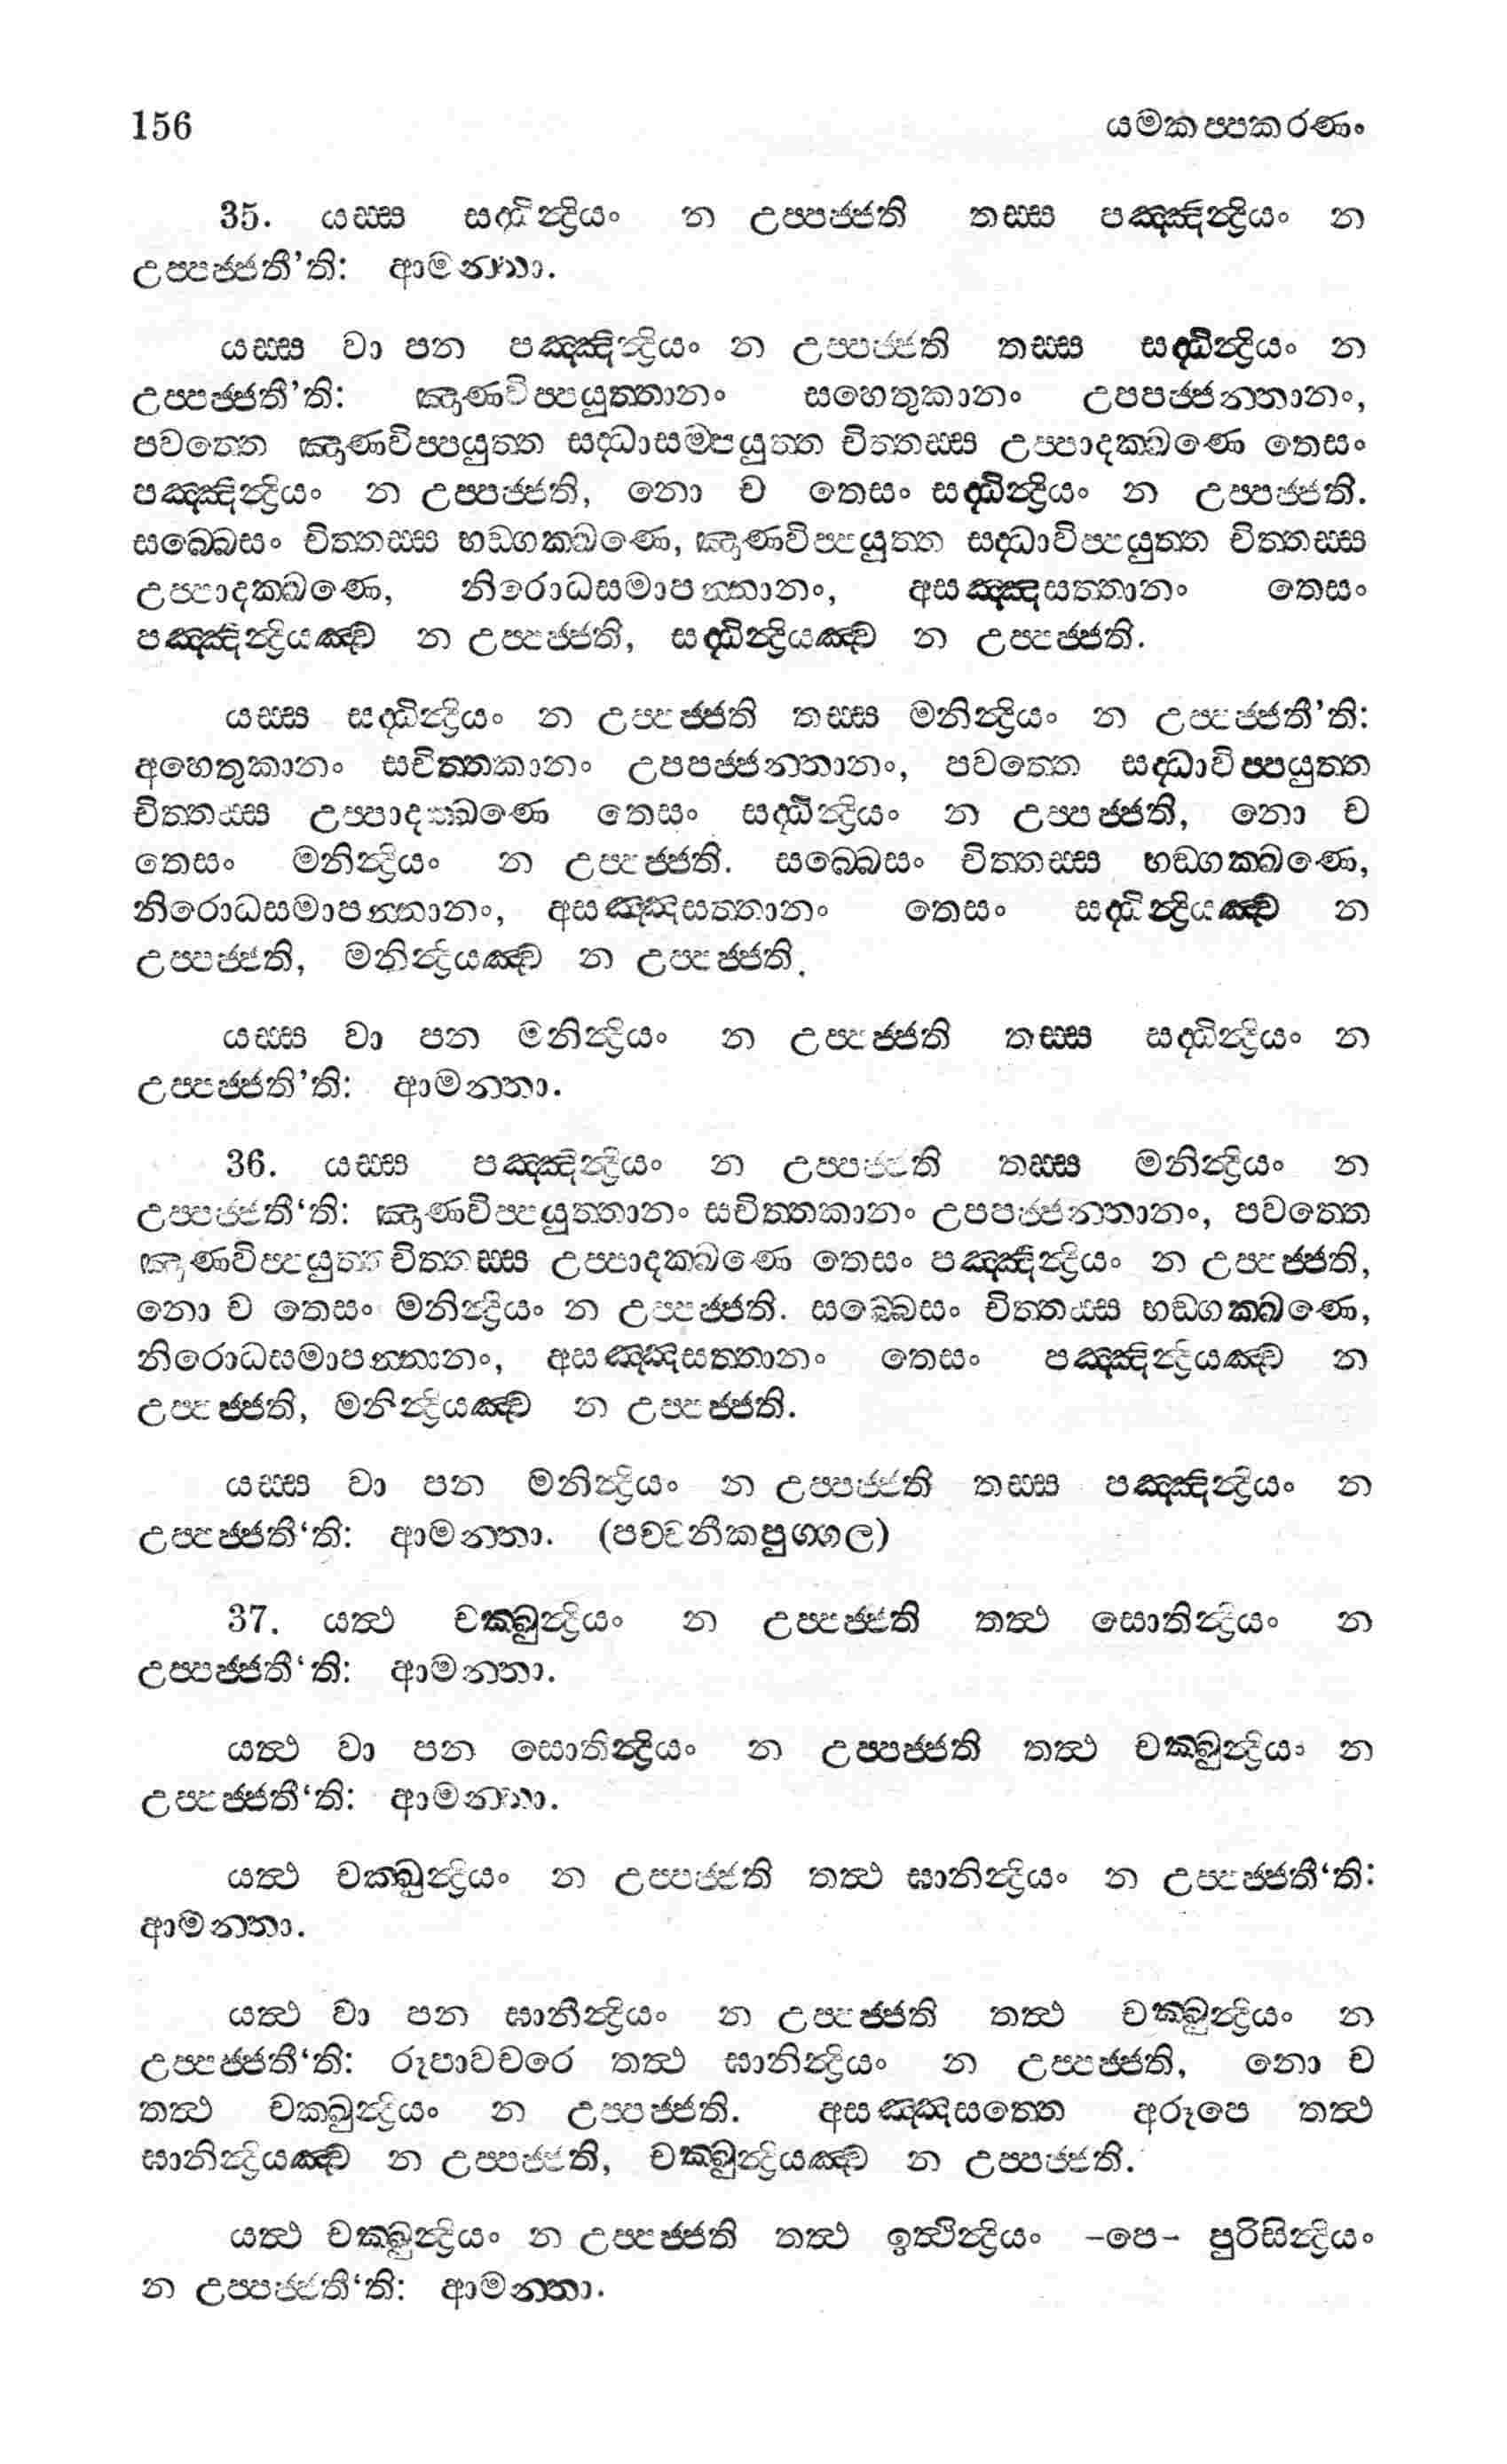 156 යමකප්පකරණං
35. යස්ස සද්ධින්ද්‍රියං න උප්පජ්ජති තස්ස පඤ්ඤින්ද්‍රියං න
උප්පජ්ජතී’ති: ආමන්තා.
යස්ස වා පන පඤ්ඤින්ද්‍රියං න උප්පජ්ජති තස්ස සද්ධින්ද්‍රියං න
උප්පජ්ජතී’ති: ඤාණවිප්පයුත්තානං සහෙතුකානං උපපජ්ජන්තානං,
පවත්තෙ ඤාණවිප්පයුත්ත සද්ධාසම්පයුත්ත චිත්තස්ස උප්පාදක්ඛණෙ තෙසං
පඤ්ඤින්ද්‍රියං න උප්පජ්ජති, නො ච තෙසං සද්ධින්ද්‍රියං න උප්පජ්ජති.
සබ්බෙසං චිත්තස්ස භඞ්ගක්ඛණෙ, ඤාණවිප්පයුත්ත සද්ධාවිප්පයුත්ත චිත්තස්ස
උප්පාදක්ඛණෙ, නිරොධසමාපන්නානං, අසඤ්ඤසත්තානං තෙසං
පඤ්ඤින්ද්‍රියඤ්ච න උප්පජ්ජති, සද්ධින්ද්‍රියඤ්ච න උප්පජ්ජති.
යස්ස සද්ධින්ද්‍රියං න උප්පජ්ජති තස්ස මනින්ද්‍රියං න උප්පජ්ජතී’ති:
අහෙතුකානං සචිත්තකානං උපපජ්ජන්තානං, පවත්තෙ සද්ධාවිප්පයුත්ත
චිත්තස්ස උප්පාදක්ඛණෙ තෙසං සද්ධින්ද්‍රියං න උප්පජ්ජති, නො ච
තෙසං මනින්ද්‍රියං න උප්පජ්ජති. සබ්බෙසං චිත්තස්ස භඞ්ගක්ඛණෙ,
නිරොධසමාපන්නානං, අසඤ්ඤසත්තානං තෙසං සද්ධින්ද්‍රියඤ්ච න
උප්පජ්ජති, මනින්ද්‍රියඤ්ච න උප්පජ්ජති.
යස්ස වා පන මනින්ද්‍රියං න උප්පජ්ජති තස්ස සද්ධින්ද්‍රියං න
උප්පජ්ජති’ති: ආමන්තා.
36. යස්ස පඤ්ඤින්ද්‍රියං න උප්පජ්ජති තස්ස මනින්ද්‍රියං න
උප්පජ්ජතී‘ති: ඤාණවිප්පයුත්තානං සචිත්තකානං උපපජ්ජන්තානං, පවත්තෙ
ඤාණවිප්පයුත්තචිත්තස්ස උප්පාදක්ඛණෙ තෙසං පඤ්ඤින්ද්‍රියං න උප්පජ්ජති,
නො ච තෙසං මනින්ද්‍රියං න උප්පජ්ජති. සබ්බෙසං චිත්තස්ස භඞ්ගක්ඛණෙ,
නිරොධසමාපන්නානං, අසඤ්ඤසත්තානං තෙසං පඤ්ඤින්ද්‍රියඤ්ච න
උප්පජ්ජති, මනින්ද්‍රියඤ්ච න උප්පජ්ජති.
යස්ස වා පන මනින්ද්‍රියං න උප්පජ්ජති තස්ස පඤ්ඤින්ද්‍රියං න
උප්පජ්ජතී‘ති: ආමන්තා. (පච්චනීකපුග්ගල)
37. යත්ථ චක්ඛුන්ද්‍රියං න උප්පජ්ජති තත්ථ සොතින්ද්‍රියං න
උප්පජ්ජතී‘ති: ආමන්තා.
යත්ථ වා පන සොතින්ද්‍රියං න උප්පජ්ජති තත්ථ චක්ඛුන්ද්‍රියං න
උප්පජ්ජතී‘ති: ආමන්තා.
යත්ථ චක්ඛුන්ද්‍රියං න උප්පජ්ජති තත්ථ ඝානින්ද්‍රියං න උප්පජ්ජතී‘ති:
ආමන්තා.
යත්ථ වා පන ඝානින්ද්‍රියං න උප්පජ්ජති තත්ථ චක්ඛුන්ද්‍රියං න
උප්පජ්ජතී‘ති: රූපාවචරෙ තත්ථ ඝානින්ද්‍රියං න උප්පජ්ජති, නො ච
තත්ථ චක්ඛුන්ද්‍රියං න උප්පජ්ජති. අසඤ්ඤසත්තෙ අරූපෙ තත්ථ
ඝානින්ද්‍රියඤ්ච න උප්පජ්ජති, චක්ඛුන්ද්‍රියඤ්ච න උප්පජ්ජති.
යත්ථ චක්ඛුන්ද්‍රියං න උප්පජ්ජති තත්ථ ඉත්ථින්ද්‍රියං -පෙ- පුරිසින්ද්‍රියං
න උප්පජ්ජතී‘ති: ආමන්තා.